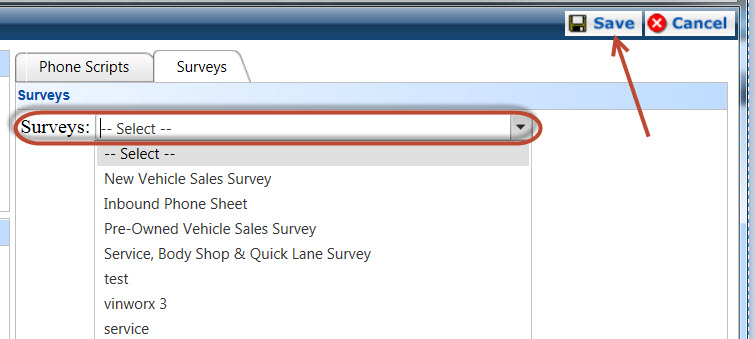 Save Cancel
Phone Scripts Surveys
Surveys
Surveys: -- Select --
-- Select --
New Vehicle Sales Survey
Inbound Phone Sheet
Pre-Owned Vehicle Sales Survey
Service, Body Shop & Quick Lane Survey
test
vinworx 3
service